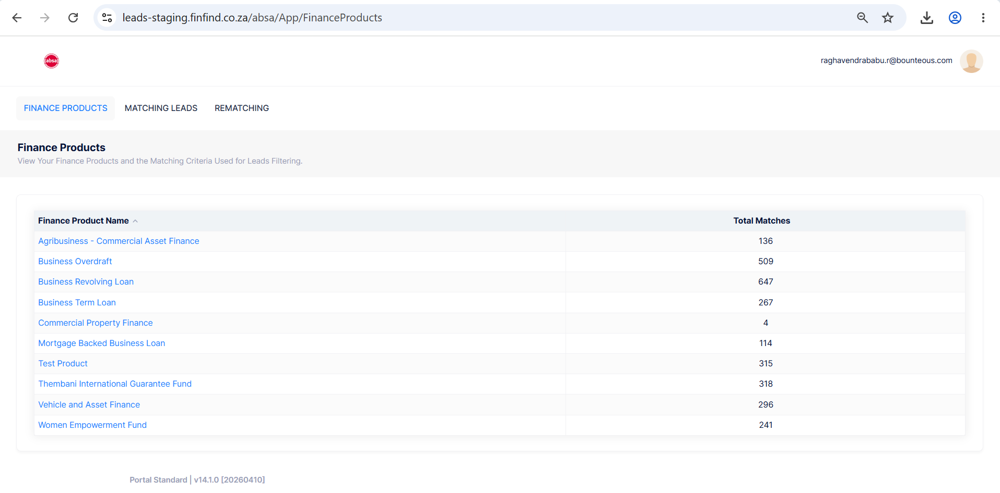 leads-staging.finfind.co.za/absa/App/FinanceProducts
absa
raghavendrababu.r@bounteous.com
FINANCE PRODUCTS MATCHING LEADS REMATCHING
Finance Products
View Your Finance Products and the Matching Criteria Used for Leads Filtering.
Finance Product Name Total Matches
Agribusiness - Commercial Asset Finance 136
Business Overdraft 509
Business Revolving Loan 647
Business Term Loan 267
Commercial Property Finance 4
Mortgage Backed Business Loan 114
Test Product 315
Thembani International Guarantee Fund 318
Vehicle and Asset Finance 296
Women Empowerment Fund 241
Portal Standard | v14.1.0 [20260410]